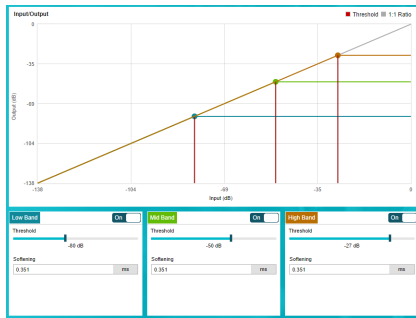 Input/Output
Threshold
1:1 Ratio
0
-35
-69
-104
-138
Output (dB)
-138
-104
-69
-35
0
Input (dB)
Low Band
On
Threshold
-80 dB
Softening
0.351 ms
Mid Band
On
Threshold
-50 dB
Softening
0.351 ms
High Band
On
Threshold
-27 dB
Softening
0.351 ms